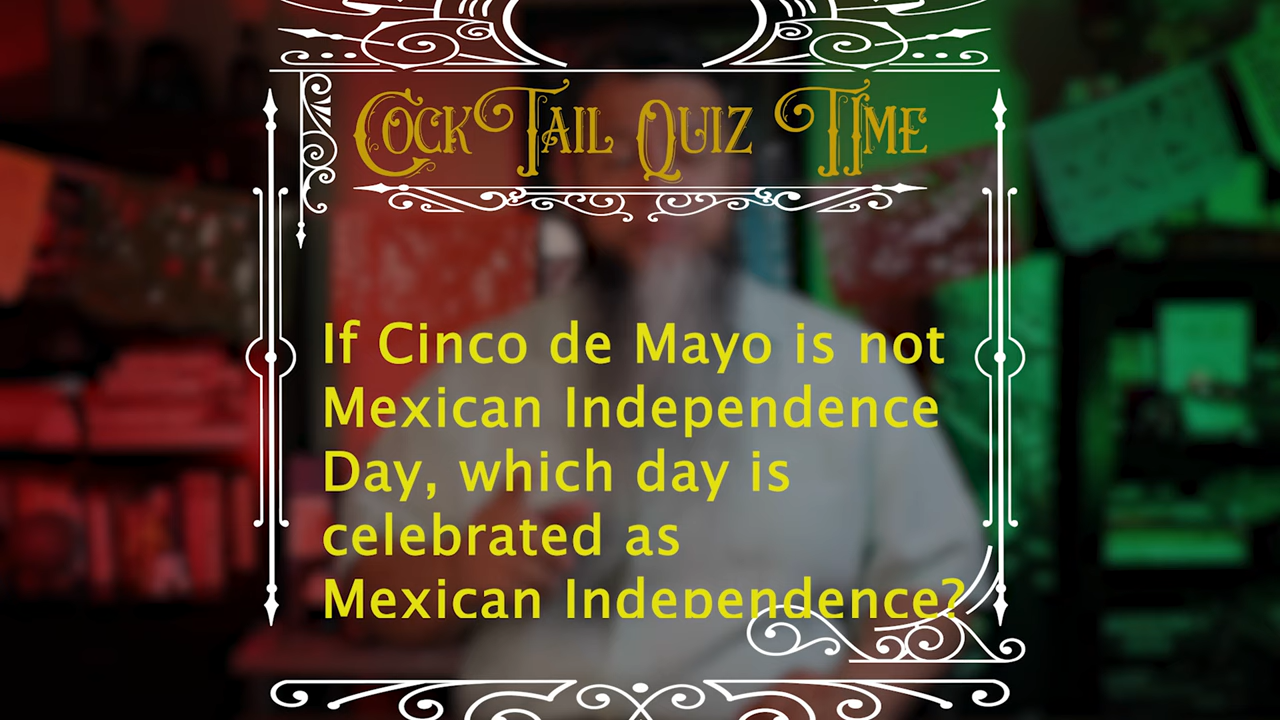 CockTail Quiz TIme
If Cinco de Mayo is not
Mexican Independence
Day, which day is
celebrated as
Mexican Independence?